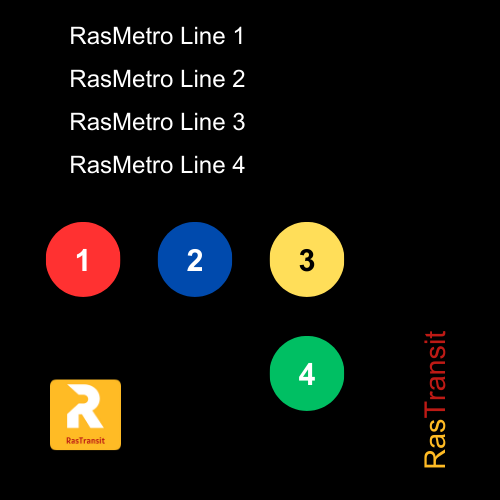 RasMetro Line 1
RasMetro Line 2
RasMetro Line 3
RasMetro Line 4
1 2 3
4
R
RasTransit
RasTransit